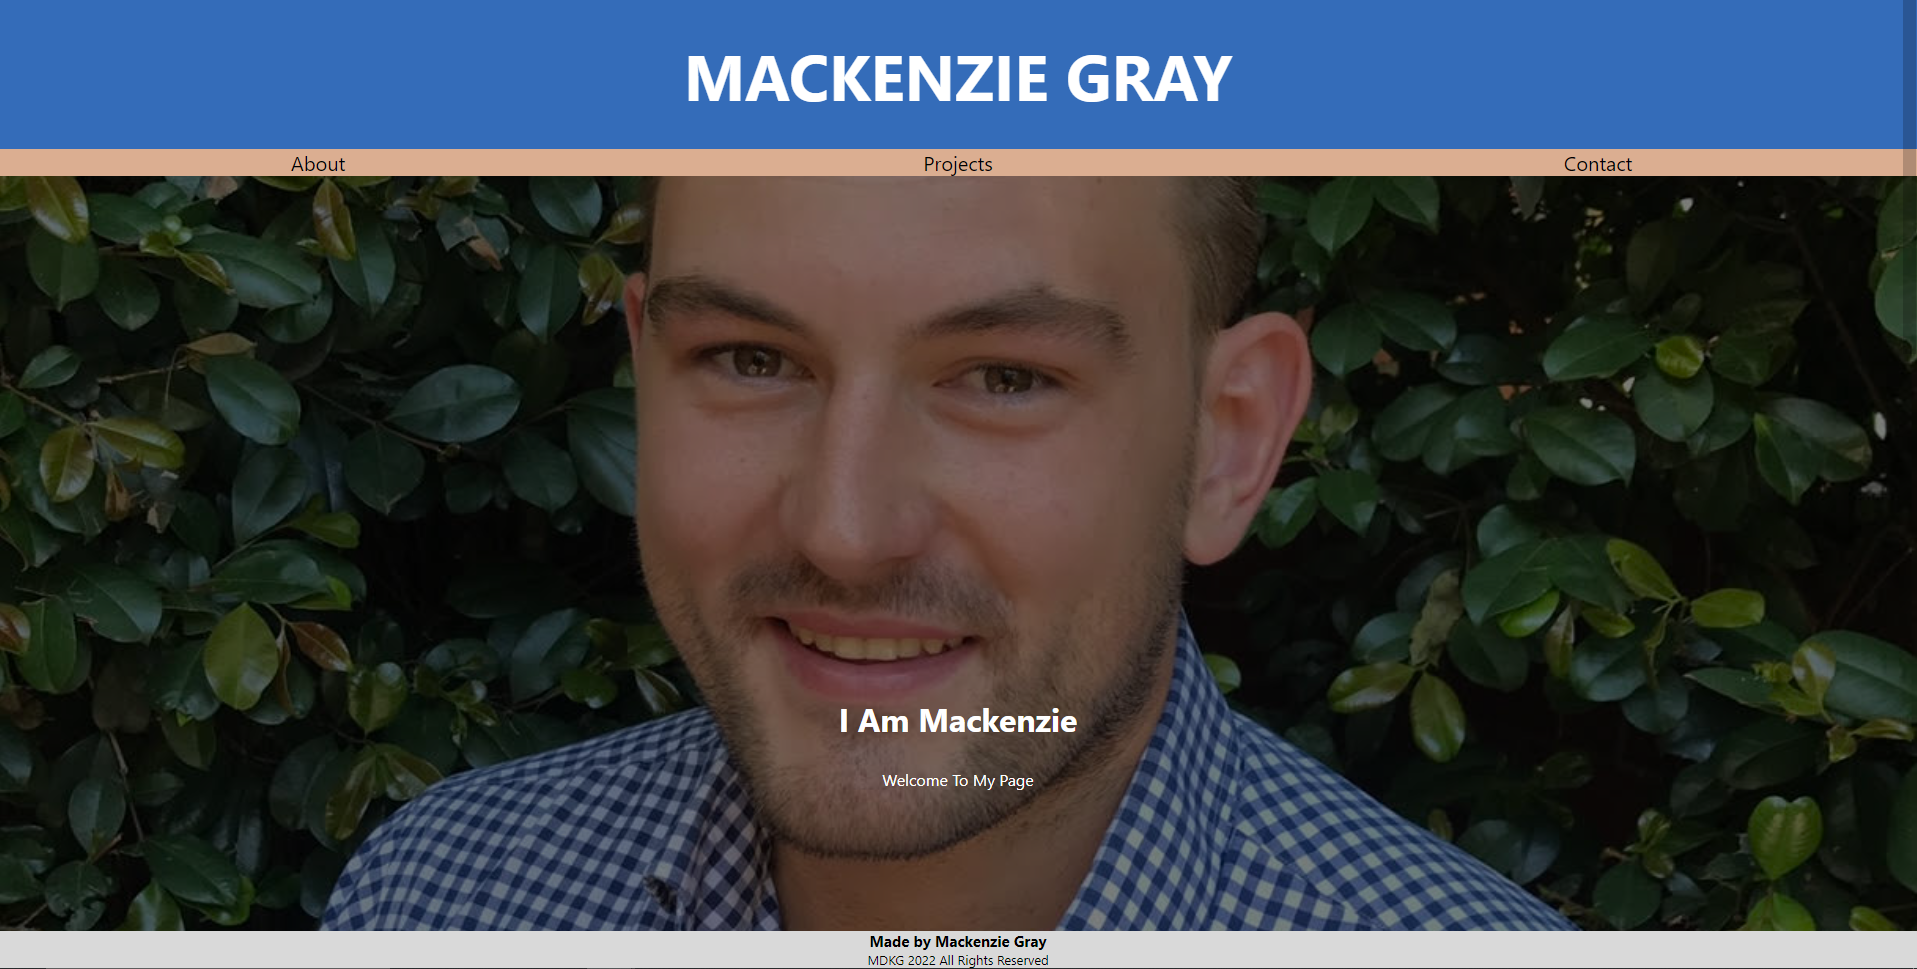 MACKENZIE GRAY
About Projects Contact
I Am Mackenzie
Welcome To My Page
Made by Mackenzie Gray
MDKG 2022 All Rights Reserved